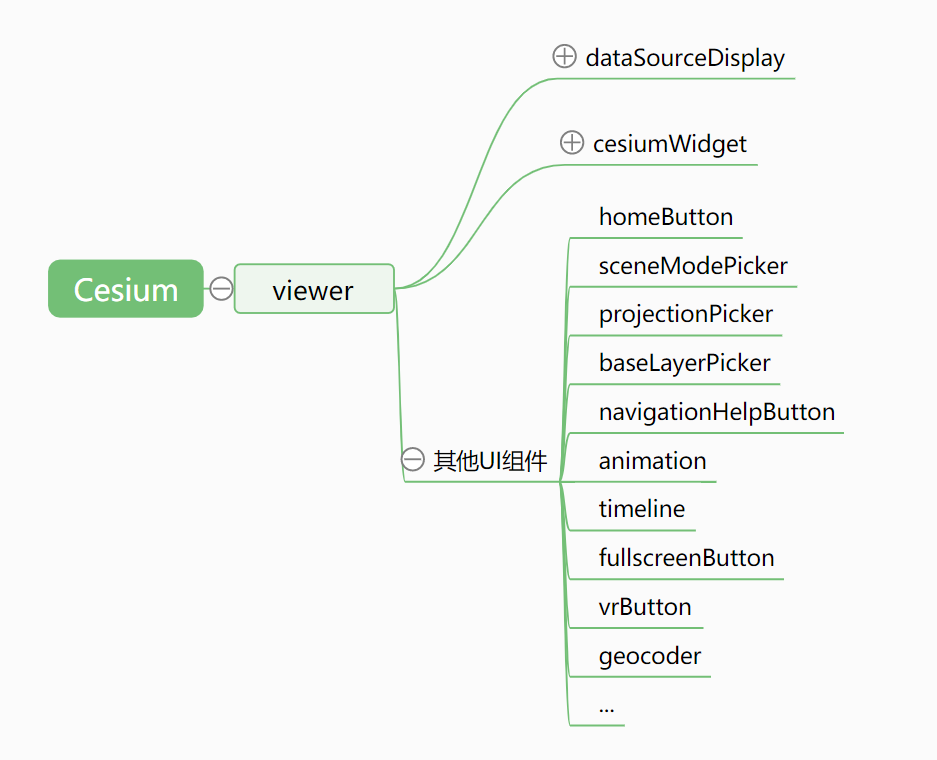 Cesium
viewer
dataSourceDisplay
cesiumWidget
其他UI组件
homeButton
sceneModePicker
projectionPicker
baseLayerPicker
navigationHelpButton
animation
timeline
fullscreenButton
vrButton
geocoder
...